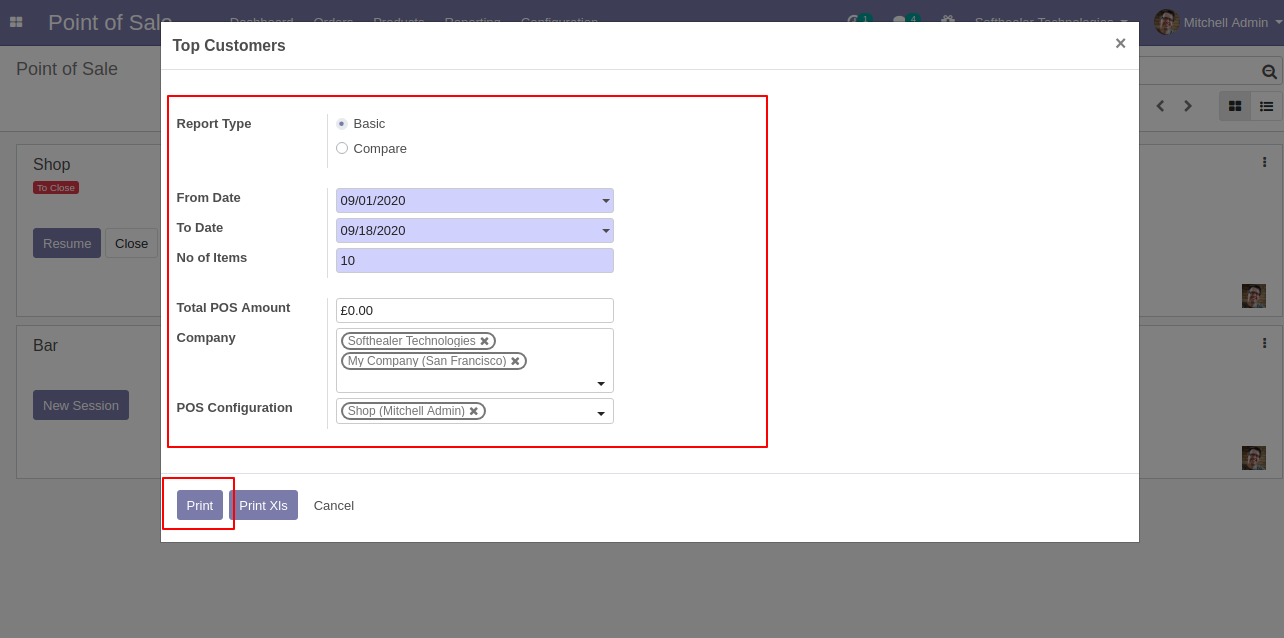 Point of Sale Dashboard Orders Products Reporting Configuration 1 4 Softhealer Technologies Mitchell Admin
Top Customers ×
Point of Sale
Report Type Basic
Compare
From Date 09/01/2020
To Date 09/18/2020
No of Items 10
Total POS Amount £0.00
Company Softhealer Technologies ✖
My Company (San Francisco) ✖
POS Configuration Shop (Mitchell Admin) ✖
Print Print Xls Cancel
Shop
To Close
Resume Close
Bar
New Session